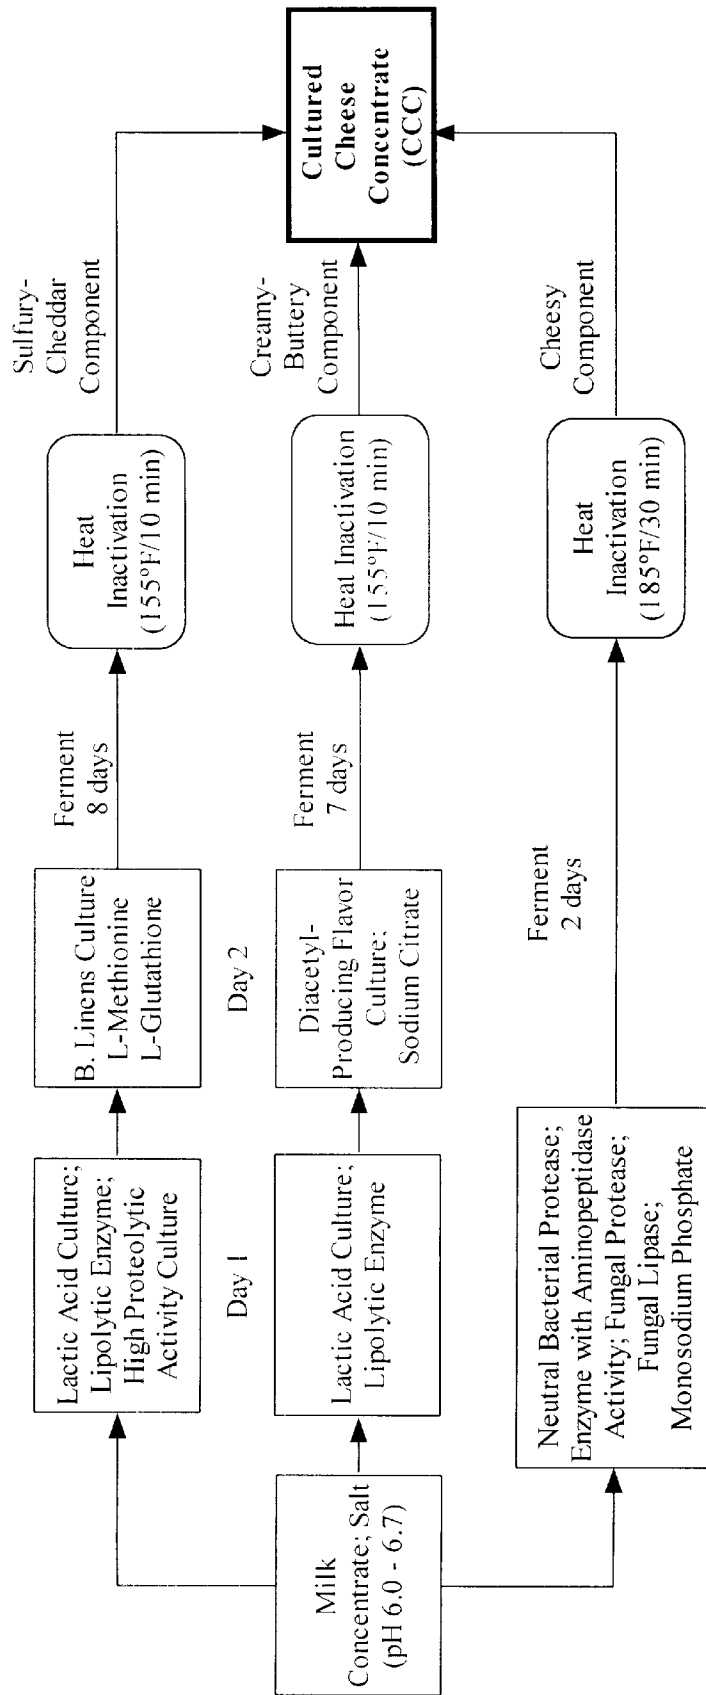 Milk
Concentrate; Salt
(pH 6.0 - 6.7)
Lactic Acid Culture;
Lipolytic Enzyme;
High Proteolytic
Activity Culture
Day 1
Lactic Acid Culture;
Lipolytic Enzyme
Neutral Bacterial Protease;
Enzyme with Aminopeptidase
Activity; Fungal Protease;
Fungal Lipase;
Monosodium Phosphate
B. Linens Culture
L-Methionine
L-Glutathione
Day 2
Diacetyl-
Producing Flavor
Culture;
Sodium Citrate
Ferment
8 days
Ferment
7 days
Ferment
2 days
Heat
Inactivation
(155°F/10 min)
Heat Inactivation
(155°F/10 min)
Heat
Inactivation
(185°F/30 min)
Sulfury-
Cheddar
Component
Creamy-
Buttery
Component
Cheesy
Component
Cultured
Cheese
Concentrate
(CCC)